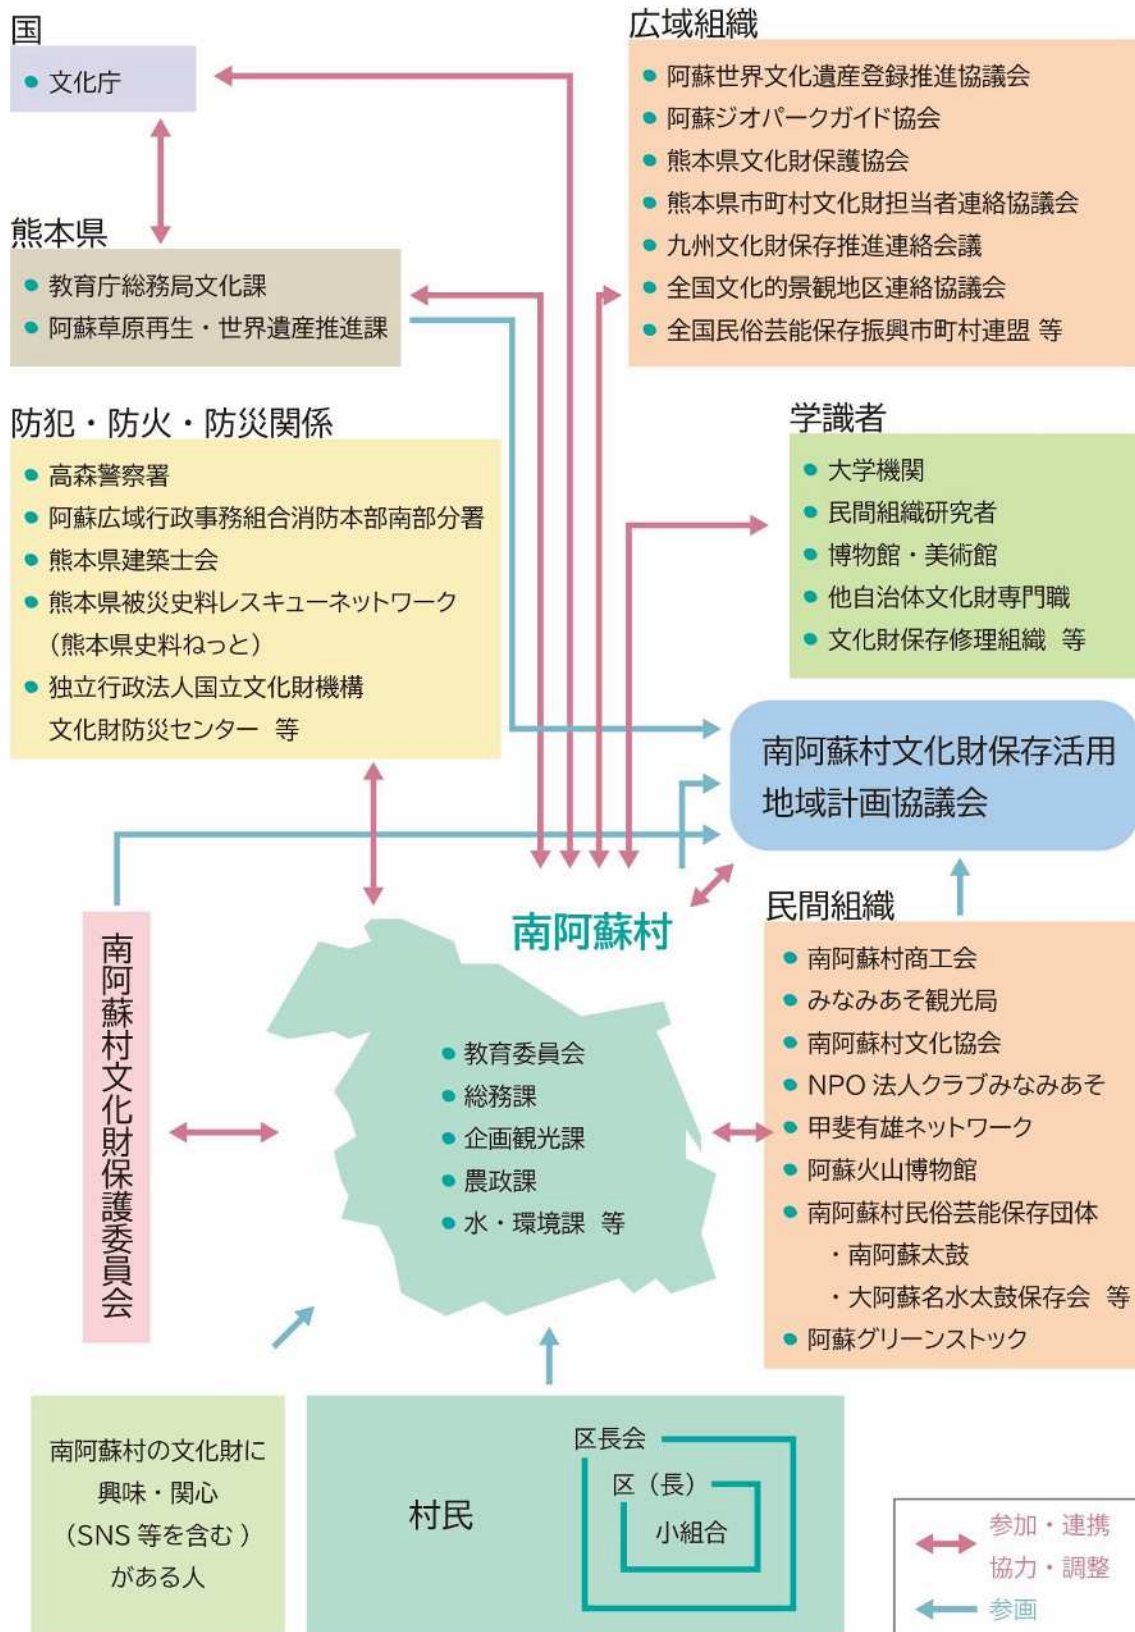 国
文化庁
熊本県
教育庁総務局文化課
阿蘇草原再生・世界遺産推進課
防犯・防火・防災関係
高森警察署
阿蘇広域行政事務組合消防本部南部分署
熊本県建築士会
熊本県被災史料レスキューネットワーク
（熊本県史料ねっと）
独立行政法人国立文化財機構
文化財防災センター 等
広域組織
阿蘇世界文化遺産登録推進協議会
阿蘇ジオパークガイド協会
熊本県文化財保護協会
熊本県市町村文化財担当者連絡協議会
九州文化財保存推進連絡会議
全国文化的景観地区連絡協議会
全国民俗芸能保存振興市町村連盟 等
学識者
大学機関
民間組織研究者
博物館・美術館
他自治体文化財専門職
文化財保存修理組織 等
南阿蘇村文化財保存活用
地域計画協議会
南阿蘇村文化財保護委員会
南阿蘇村
教育委員会
総務課
企画観光課
農政課
水・環境課 等
民間組織
南阿蘇村商工会
みなみあそ観光局
南阿蘇村文化協会
NPO 法人クラブみなみあそ
甲斐有雄ネットワーク
阿蘇火山博物館
南阿蘇村民俗芸能保存団体
・南阿蘇太鼓
・大阿蘇名水太鼓保存会 等
阿蘇グリーンストック
南阿蘇村の文化財に
興味・関心
（SNS 等を含む）
がある人
村民
区長会
区（長）
小組合
参加・連携
協力・調整
参画